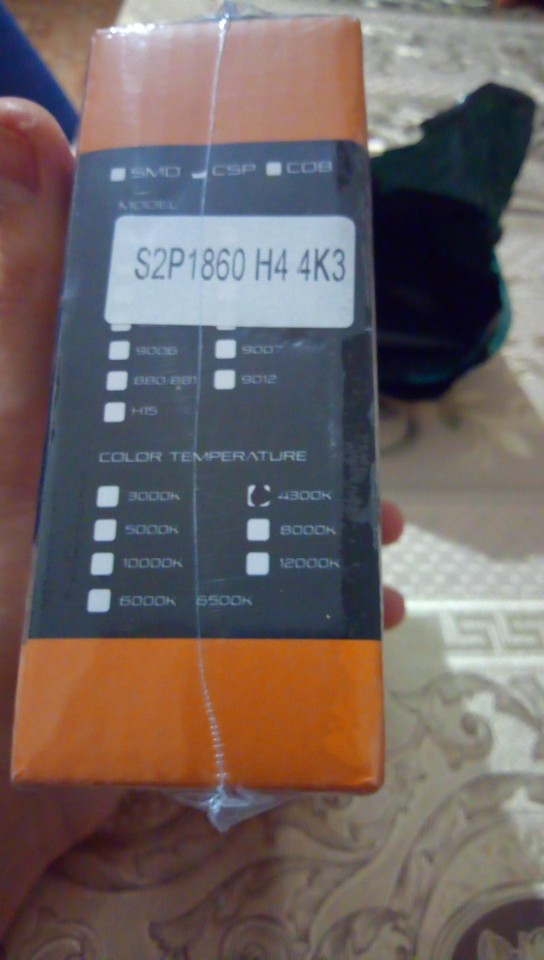 SMD CSP COB
MODEL
S2P1860 H4 4K3
9006 9007
880 881 9012
H15
COLOR TEMPERATURE
3000K 4300K
5000K 8000K
10000K 12000K
6000K 6500K